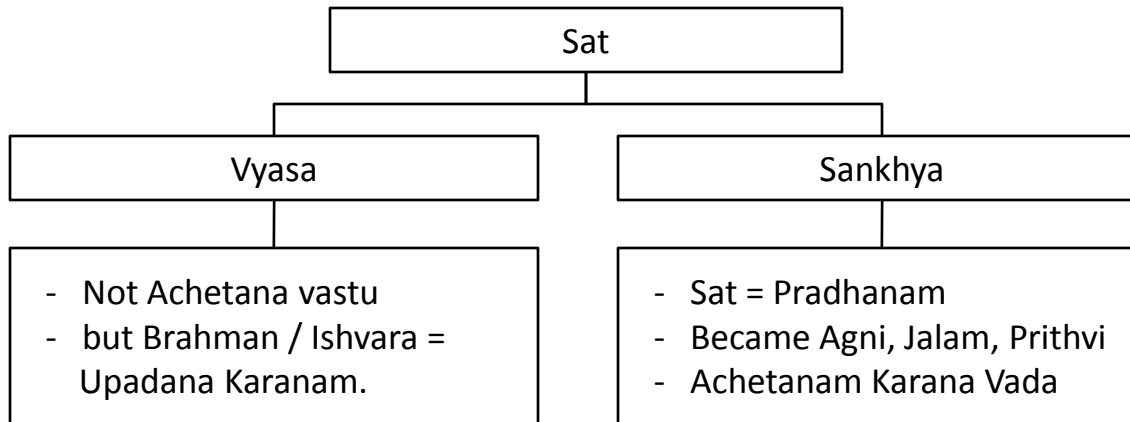 Sat
Vyasa
Sankhya
- Not Achetana vastu
- but Brahman / Ishvara =
Upadana Karanam.
- Sat = Pradhanam
- Became Agni, Jalam, Prithvi
- Achetanam Karana Vada